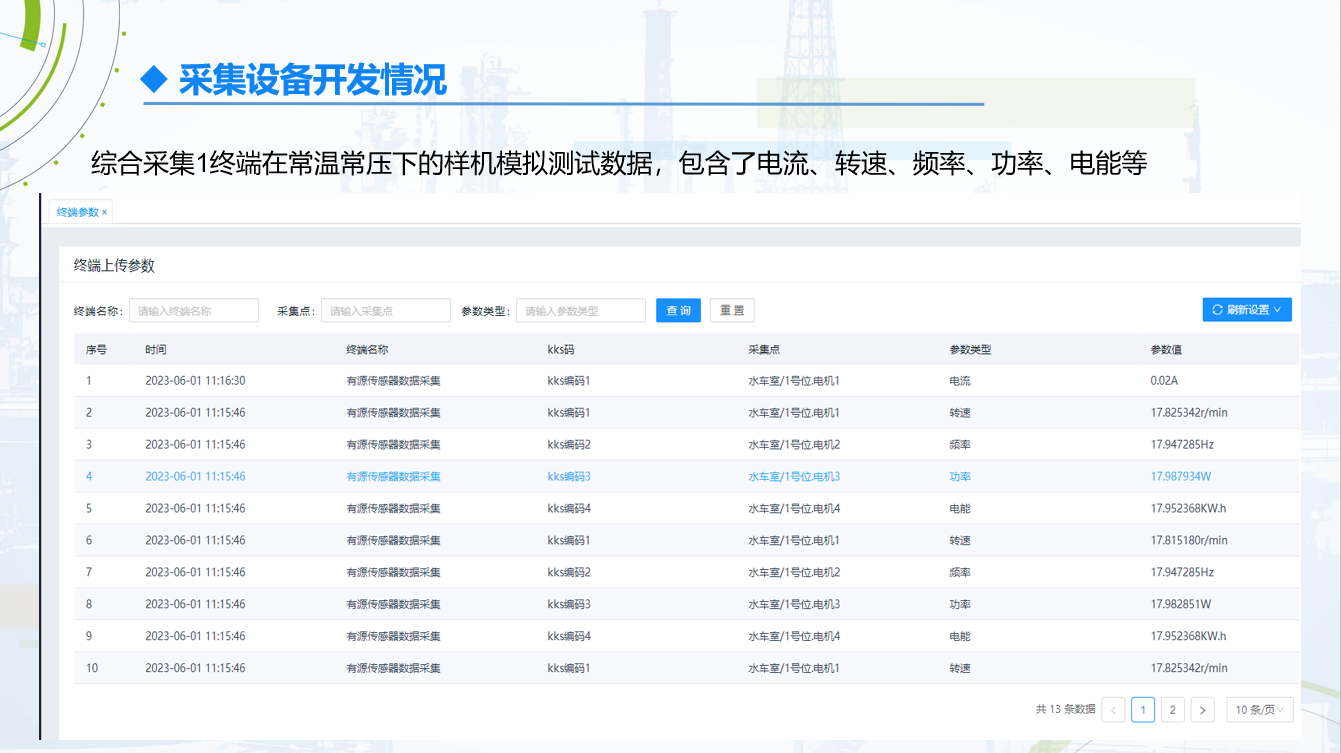 采集设备开发情况
综合采集1终端在常温常压下的样机模拟测试数据，包含了电流、转速、频率、功率、电能等
终端参数 ×
终端上传参数
终端名称： 请输入终端名称 采集点： 请输入采集点 参数类型： 请输入参数类型 查 询 重 置 刷新设置
序号 时间 终端名称 kks码 采集点 参数类型 参数值
1 2023-06-01 11:16:30 有源传感器数据采集 kks编码1 水车室/1号位.电机1 电流 0.02A
2 2023-06-01 11:15:46 有源传感器数据采集 kks编码1 水车室/1号位.电机1 转速 17.825342r/min
3 2023-06-01 11:15:46 有源传感器数据采集 kks编码2 水车室/1号位.电机2 频率 17.947285Hz
4 2023-06-01 11:15:46 有源传感器数据采集 kks编码3 水车室/1号位.电机3 功率 17.987934W
5 2023-06-01 11:15:46 有源传感器数据采集 kks编码4 水车室/1号位.电机4 电能 17.952368KW.h
6 2023-06-01 11:15:46 有源传感器数据采集 kks编码1 水车室/1号位.电机1 转速 17.815180r/min
7 2023-06-01 11:15:46 有源传感器数据采集 kks编码2 水车室/1号位.电机2 频率 17.947285Hz
8 2023-06-01 11:15:46 有源传感器数据采集 kks编码3 水车室/1号位.电机3 功率 17.982851W
9 2023-06-01 11:15:46 有源传感器数据采集 kks编码4 水车室/1号位.电机4 电能 17.952368KW.h
10 2023-06-01 11:15:46 有源传感器数据采集 kks编码1 水车室/1号位.电机1 转速 17.825342r/min
共 13 条数据 < 1 2 > 10 条/页